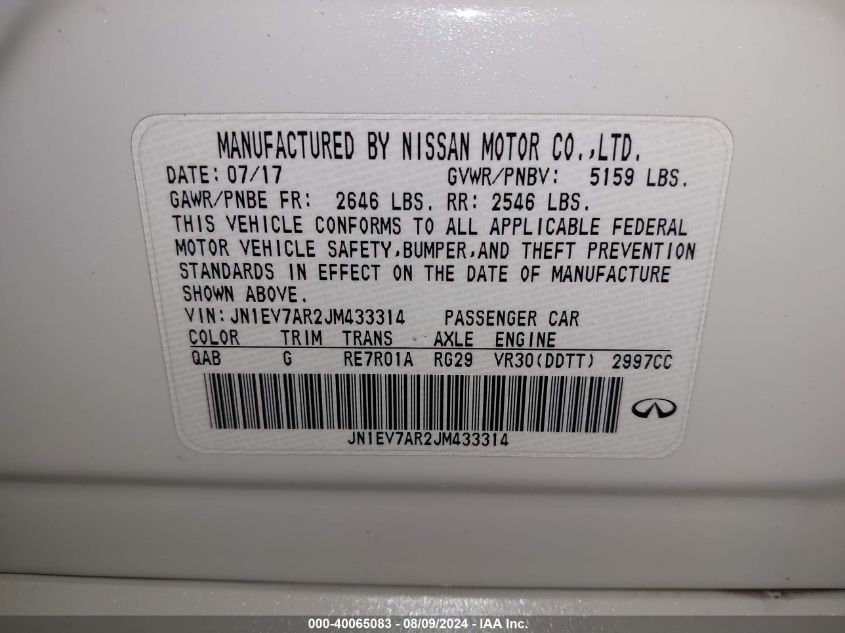 MANUFACTURED BY NISSAN MOTOR CO.,LTD.
DATE: 07/17 GVWR/PNBV: 5159 LBS.
GAWR/PNBE FR: 2646 LBS. RR: 2546 LBS.
THIS VEHICLE CONFORMS TO ALL APPLICABLE FEDERAL
MOTOR VEHICLE SAFETY,BUMPER,AND THEFT PREVENTION
STANDARDS IN EFFECT ON THE DATE OF MANUFACTURE
SHOWN ABOVE.
VIN: JN1EV7AR2JM433314 PASSENGER CAR
COLOR TRIM TRANS AXLE ENGINE
QAB G RE7R01A RG29 VR30(DDTT) 2997CC
JN1EV7AR2JM433314
000-40065083 - 08/09/2024 - IAA Inc.